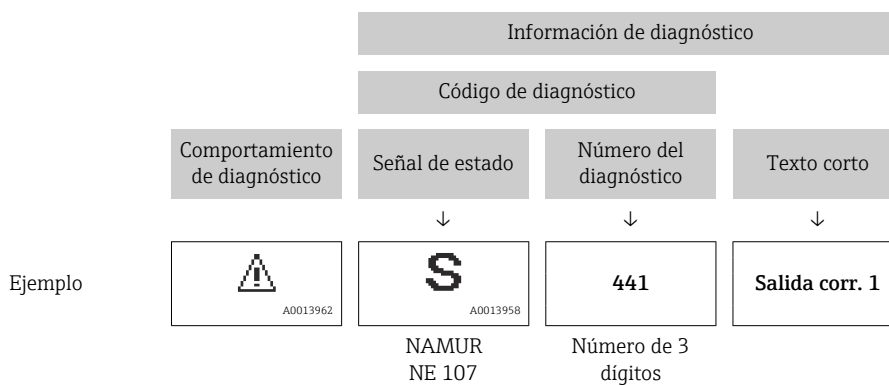 Información de diagnóstico
Código de diagnóstico
Comportamiento
de diagnóstico
Señal de estado
Número del
diagnóstico
Texto corto
↓ ↓ ↓
Ejemplo
A0013962
S
A0013958
441
Salida corr. 1
NAMUR
NE 107
Número de 3
dígitos